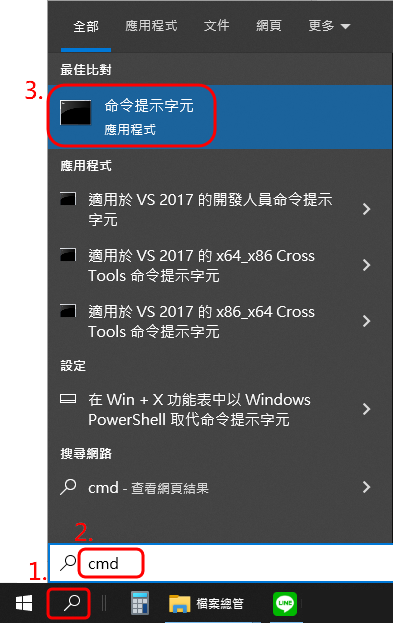 全部 應用程式 文件 網頁 更多
最佳比對
3.
命令提示字元
應用程式
應用程式
適用於 VS 2017 的開發人員命令提示
字元
適用於 VS 2017 的 x64_x86 Cross
Tools 命令提示字元
適用於 VS 2017 的 x86_x64 Cross
Tools 命令提示字元
設定
在 Win + X 功能表中以 Windows
PowerShell 取代命令提示字元
搜尋網路
cmd - 查看網頁結果
2.
cmd
1.
檔案總管
LINE